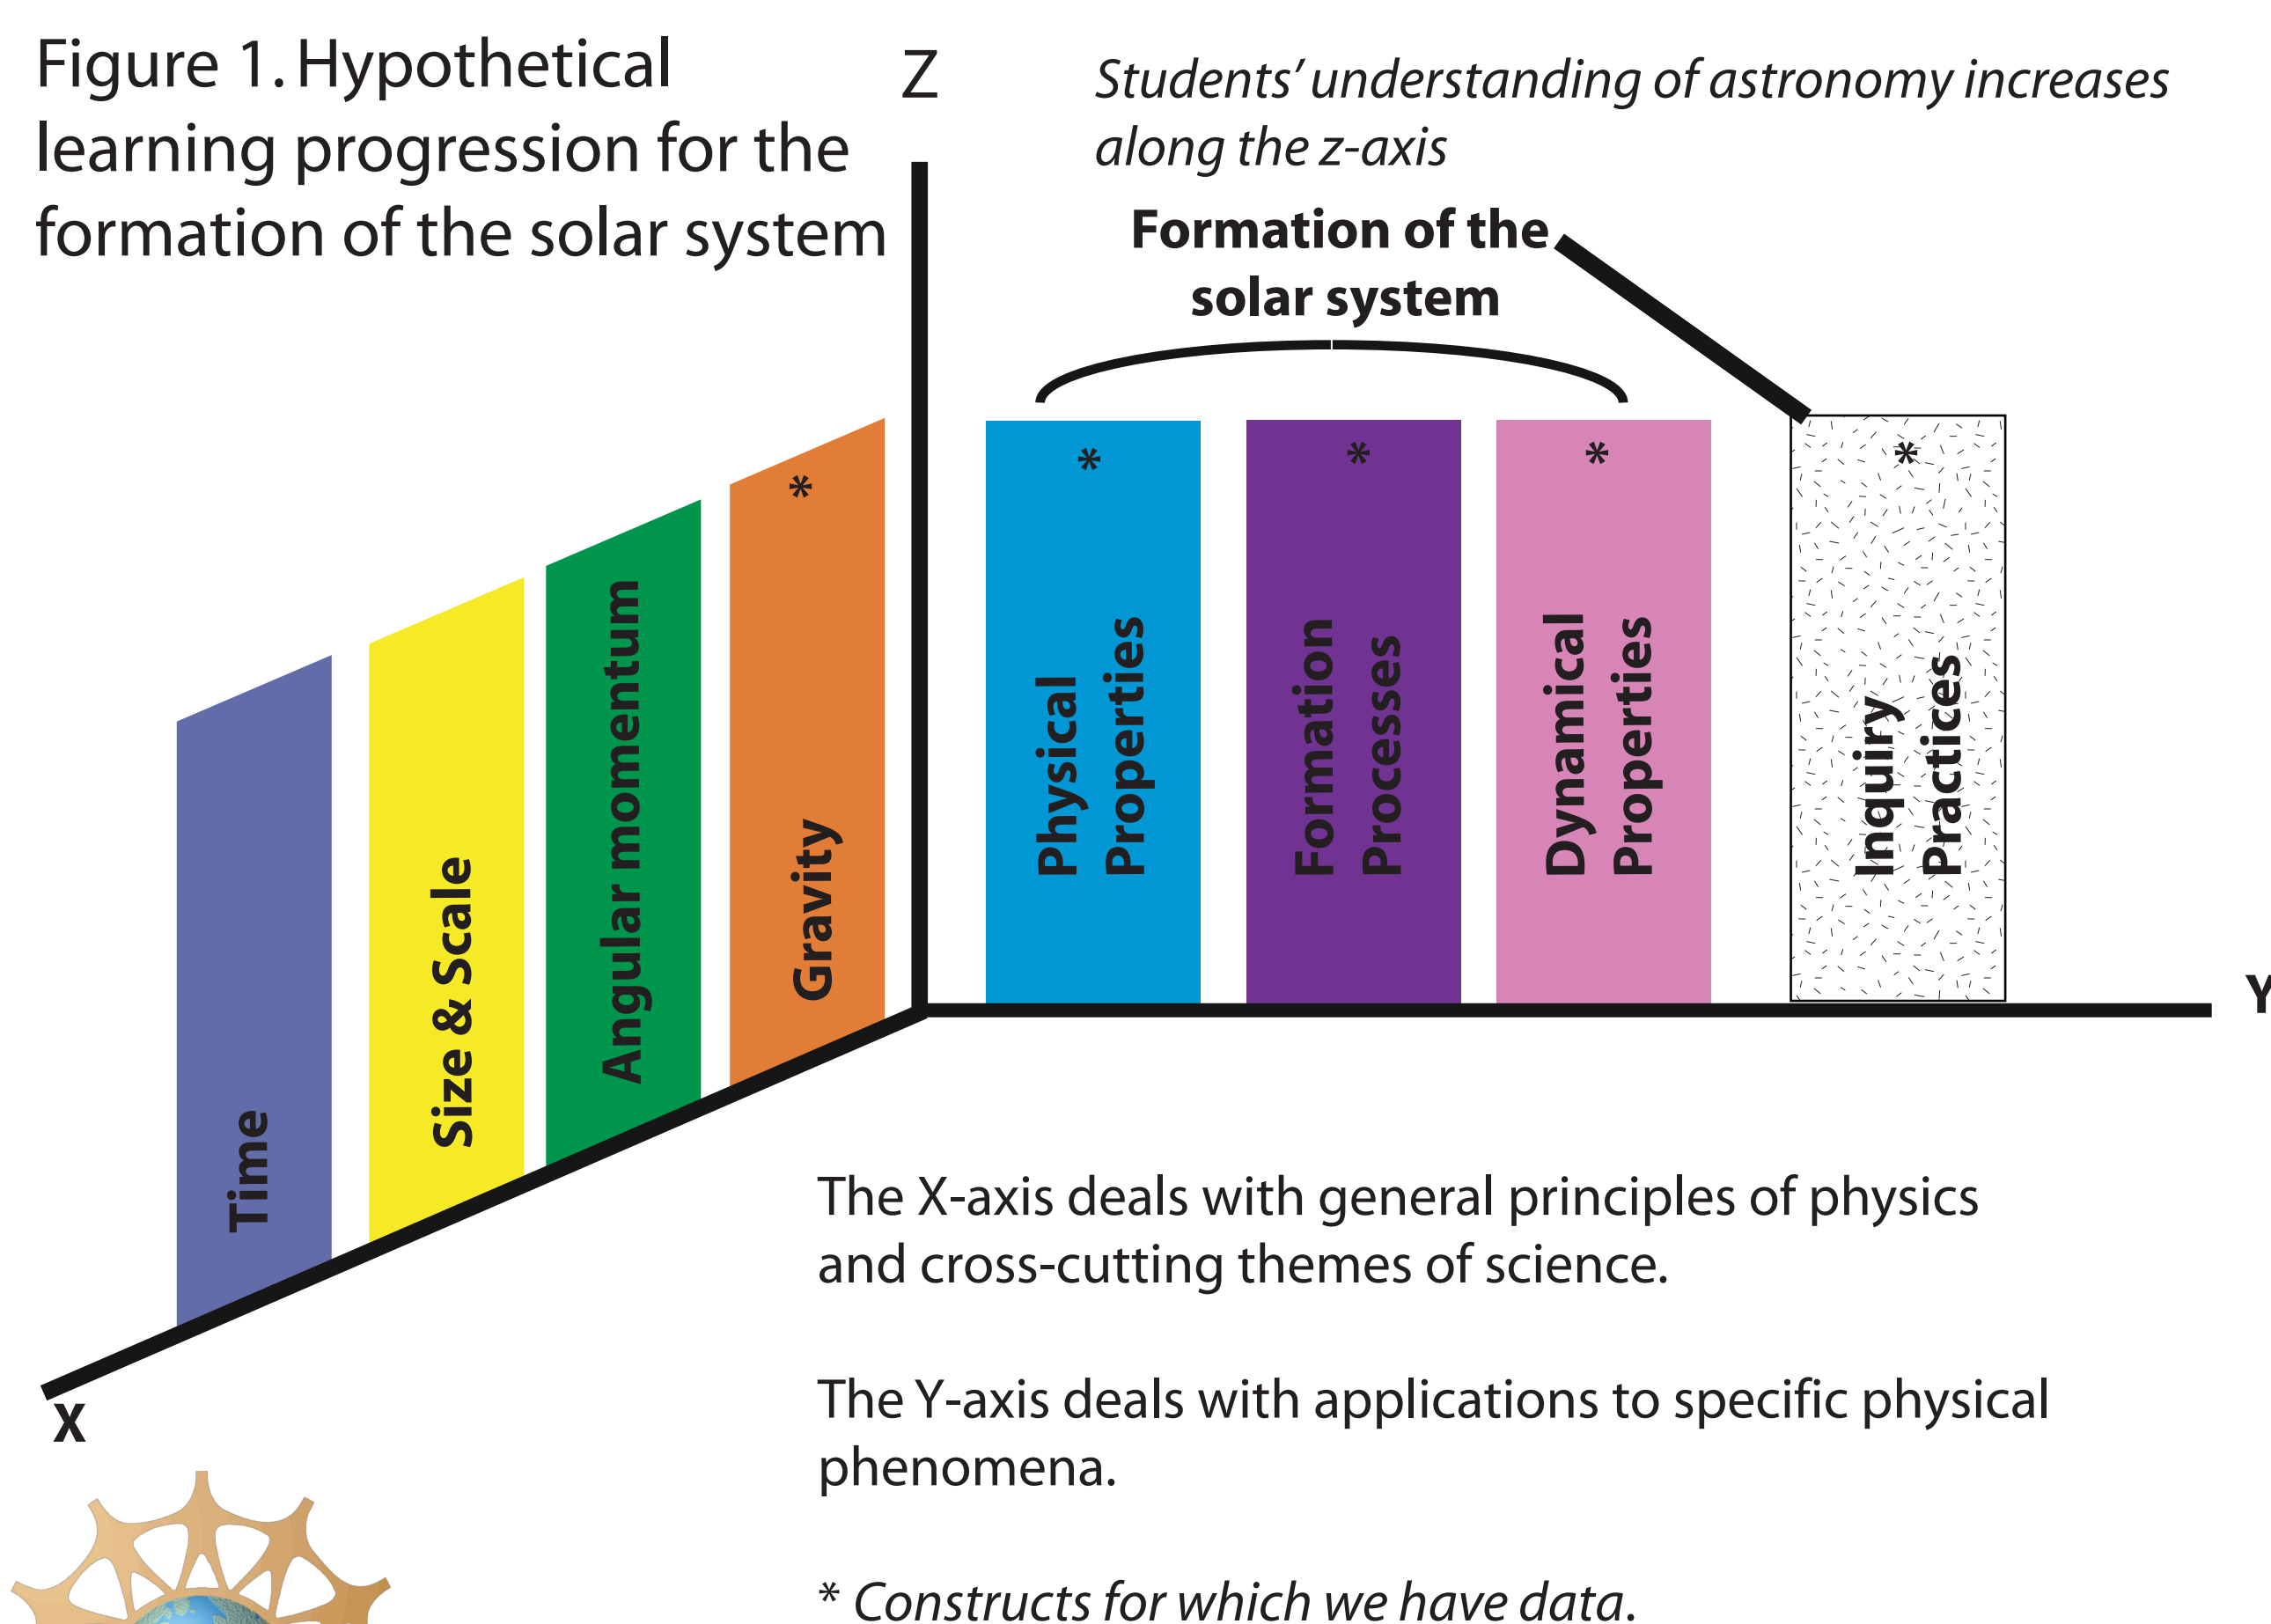 Figure 1. Hypothetical
learning progression for the
formation of the solar system
Z
Students' understanding of astronomy increases
along the z-axis
Formation of the
solar system
*
*
*
*
*
Time
Size & Scale
Angular momentum
Gravity
Physical
Properties
Formation
Processes
Dynamical
Properties
Inquiry
Practices
Y
X
The X-axis deals with general principles of physics
and cross-cutting themes of science.
The Y-axis deals with applications to specific physical
phenomena.
* Constructs for which we have data.